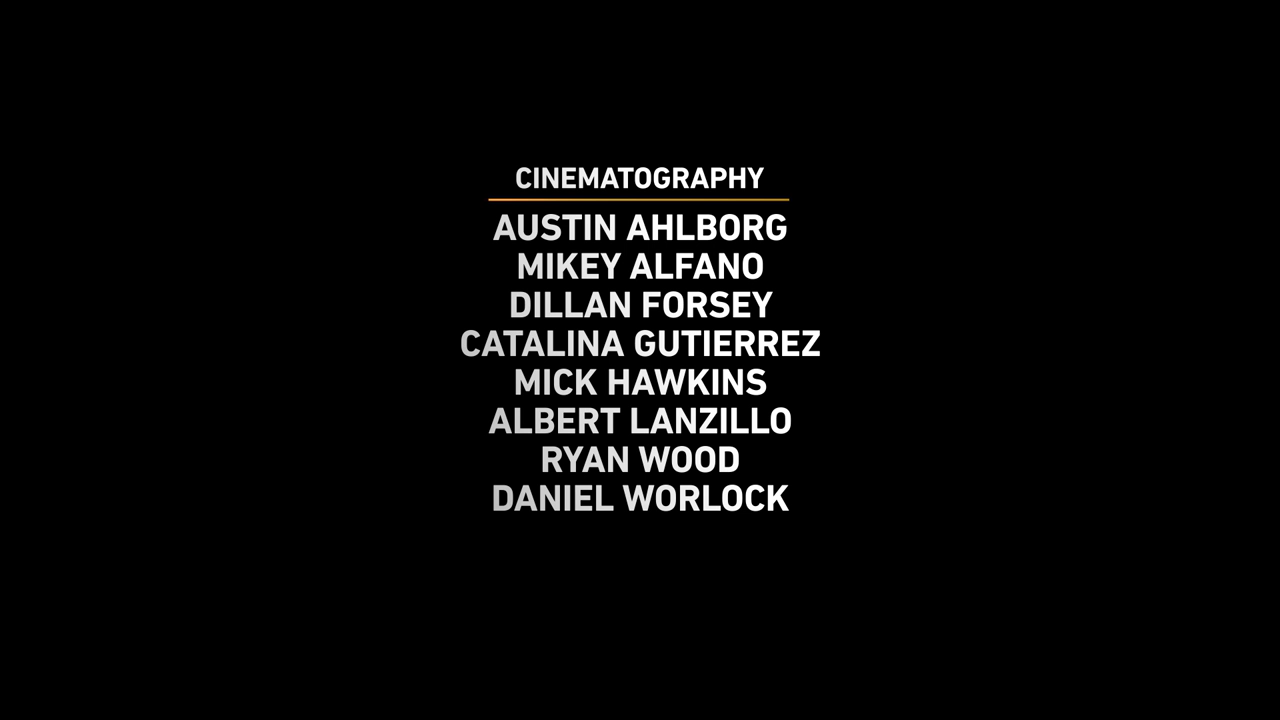 CINEMATOGRAPHY
AUSTIN AHLBORG
MIKEY ALFANO
DILLAN FORSEY
CATALINA GUTIERREZ
MICK HAWKINS
ALBERT LANZILLO
RYAN WOOD
DANIEL WORLOCK